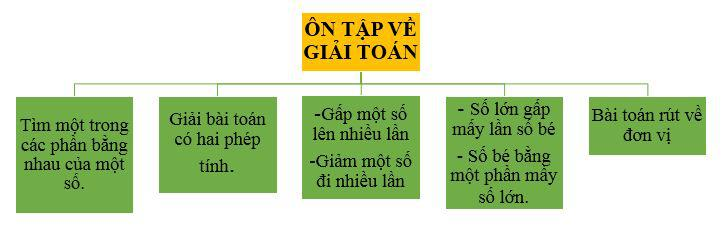 ÔN TẬP VỀ
GIẢI TOÁN
Tìm một trong
các phần bằng
nhau của một
số.
Giải bài toán
có hai phép
tính.
-Gấp một số
lên nhiều lần
-Giảm một số
đi nhiều lần
- Số lớn gấp
mấy lần số bé
- Số bé bằng
một phần mấy
số lớn.
Bài toán rút về
đơn vị